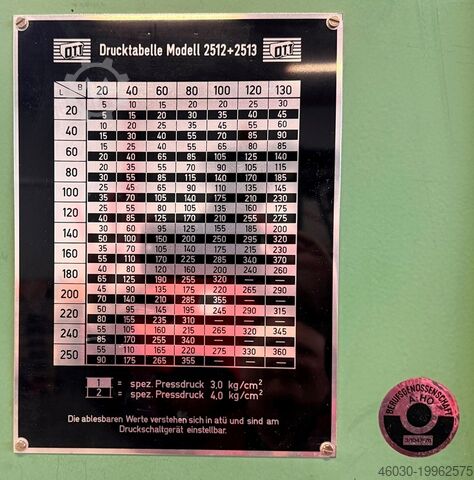 OTT Drucktabelle Modell 2512+2513 OTT
L B 20 40 60 80 100 120 130
20 5 10 15 20 20 25 30
5 15 20 30 35 40 45
40 10 20 25 35 45 55 60
15 30 40 55 70 85 90
60 15 25 40 55 70 80 90
20 40 65 85 105 125 140
80 20 35 55 70 90 110 115
30 55 85 115 140 170 185
100 25 45 65 90 110 135 145
35 70 105 140 175 210 225
120 25 55 80 105 135 160 175
40 85 125 170 210 255 275
140 30 60 95 125 155 185 200
50 100 150 200 250 295 320
160 35 70 105 140 175 210 230
55 110 170 225 285 340 370
180 40 80 120 160 200 240 260
65 125 190 255 320 — —
200 45 90 135 175 220 265 290
70 140 210 285 355 — —
220 50 95 145 195 245 290 315
80 155 235 310 — — —
240 55 105 160 215 265 320 345
85 170 255 340 — — —
250 55 110 165 220 275 330 360
90 175 265 355 — — —
1 = spez. Pressdruck 3,0 kg/cm²
2 = spez. Pressdruck 4,0 kg/cm²
Die ablesbaren Werte verstehen sich in atü und sind am
Druckschaltgerät einstellbar.
BERUFSGENOSSENSCHAFT
A. HO
46030-19962575